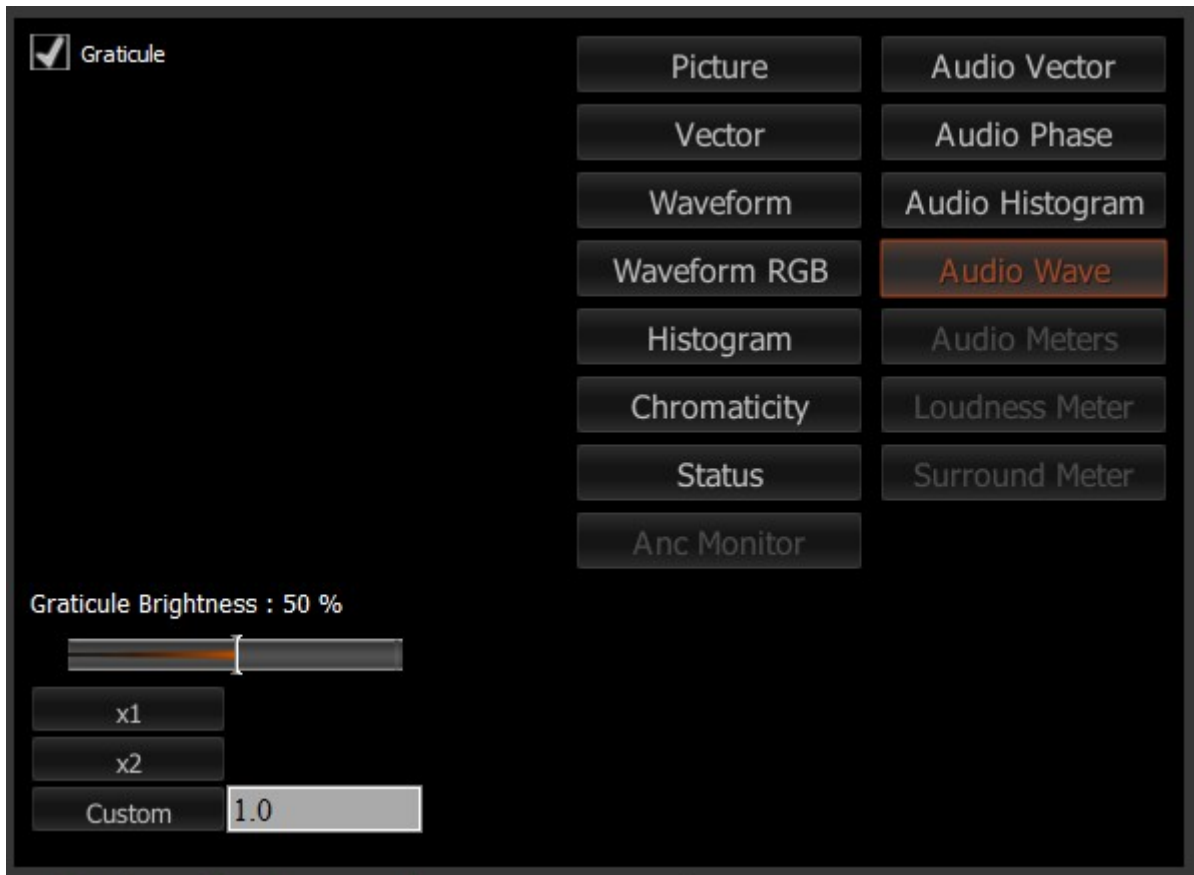 Graticule
Picture
Audio Vector
Vector
Audio Phase
Waveform
Audio Histogram
Waveform RGB
Audio Wave
Histogram
Audio Meters
Chromaticity
Loudness Meter
Status
Surround Meter
Anc Monitor
Graticule Brightness : 50 %
x1
x2
Custom
1.0